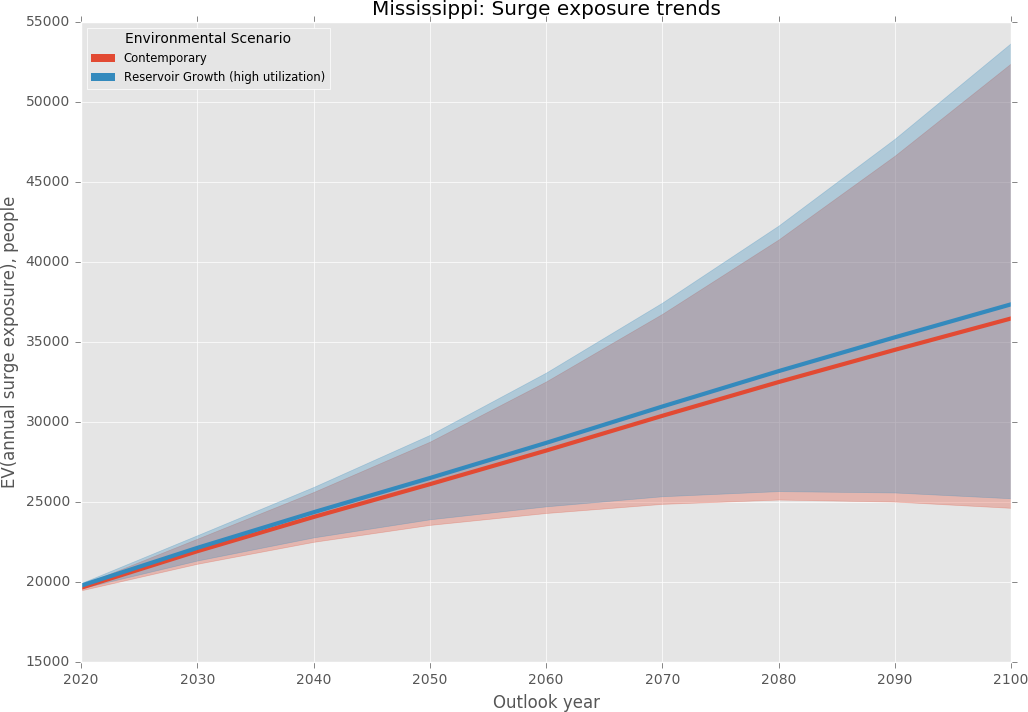 Mississippi: Surge exposure trends
Environmental Scenario
Contemporary
Reservoir Growth (high utilization)
EV(annual surge exposure), people
55000
50000
45000
40000
35000
30000
25000
20000
15000
2020 2030 2040 2050 2060 2070 2080 2090 2100
Outlook year